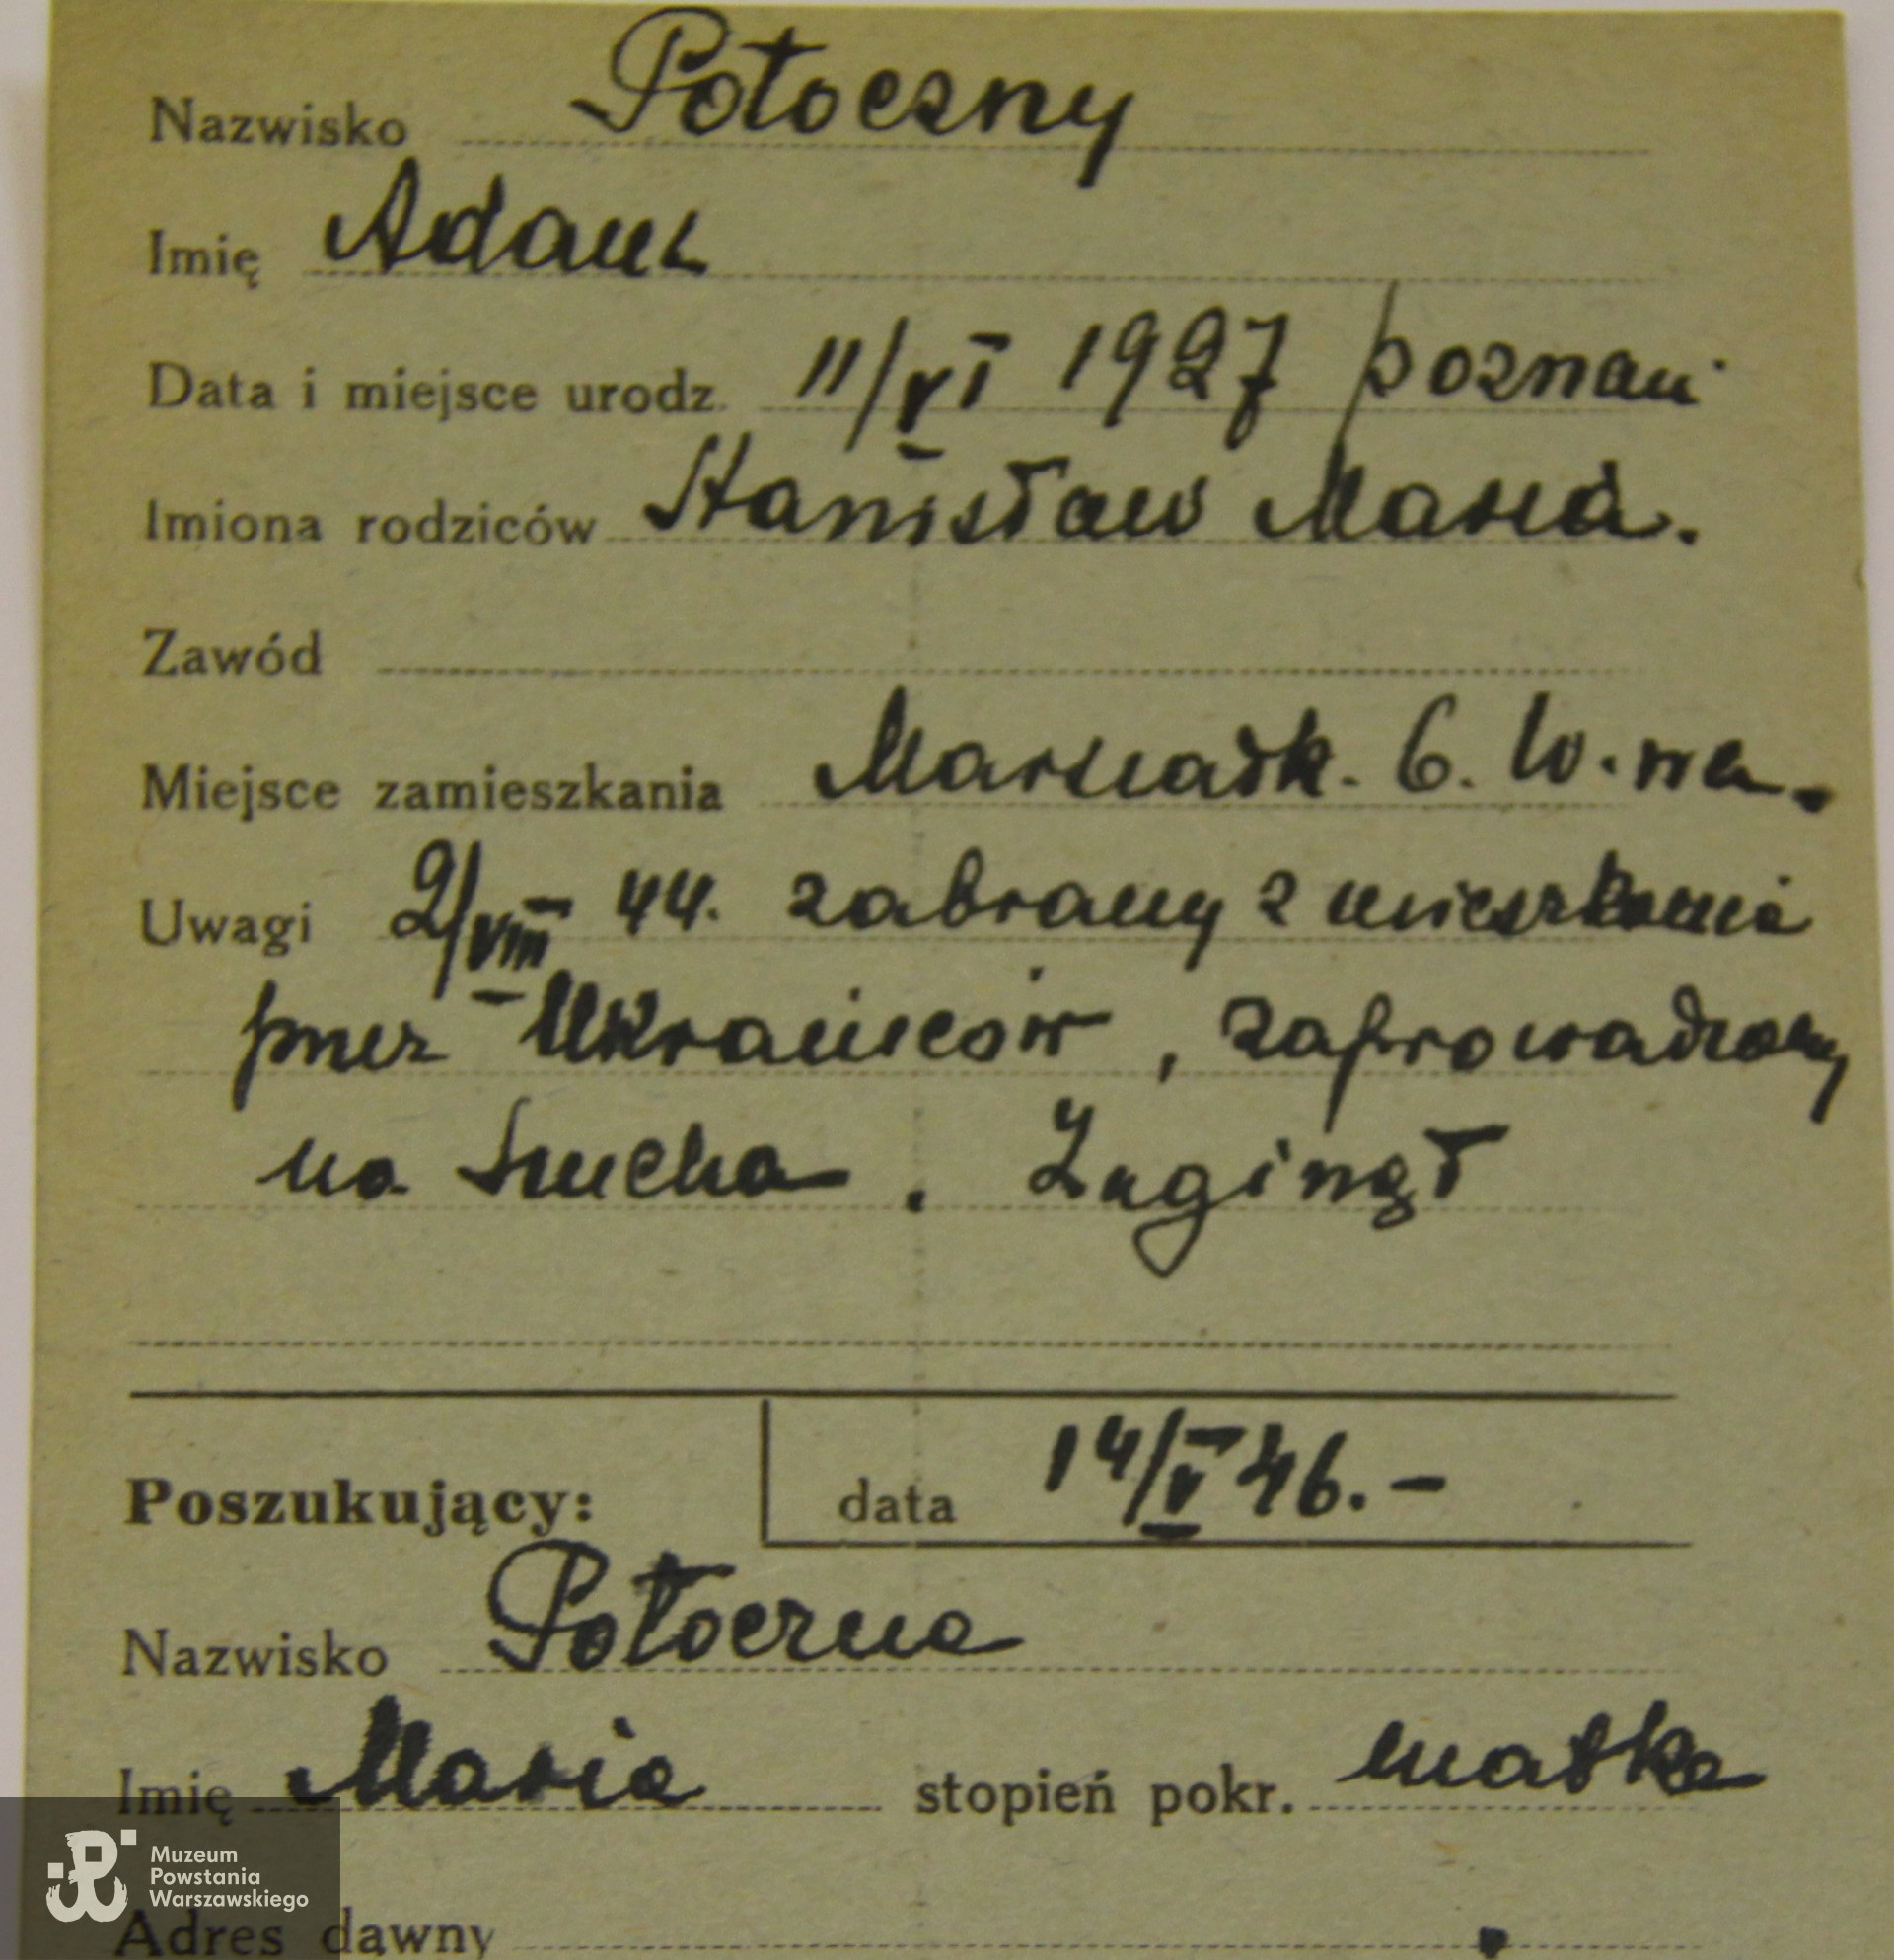 Nazwisko Potoczny
Imię Adam
Data i miejsce urodz. 11/VI 1927 Poznań
Imiona rodziców Stanisław Maria.
Zawód
Miejsce zamieszkania Marszałk. 6. W-wa.
Uwagi 2/VIII 44. zabrany z mieszkania
przez Ukraińców, zaprowadzony
na Sucha. Zaginął
Poszukujący: data 14/V 46.-
Nazwisko Potoczna
Imię Maria stopień pokr. matka
Muzeum
Powstania
Warszawskiego
Adres dawny